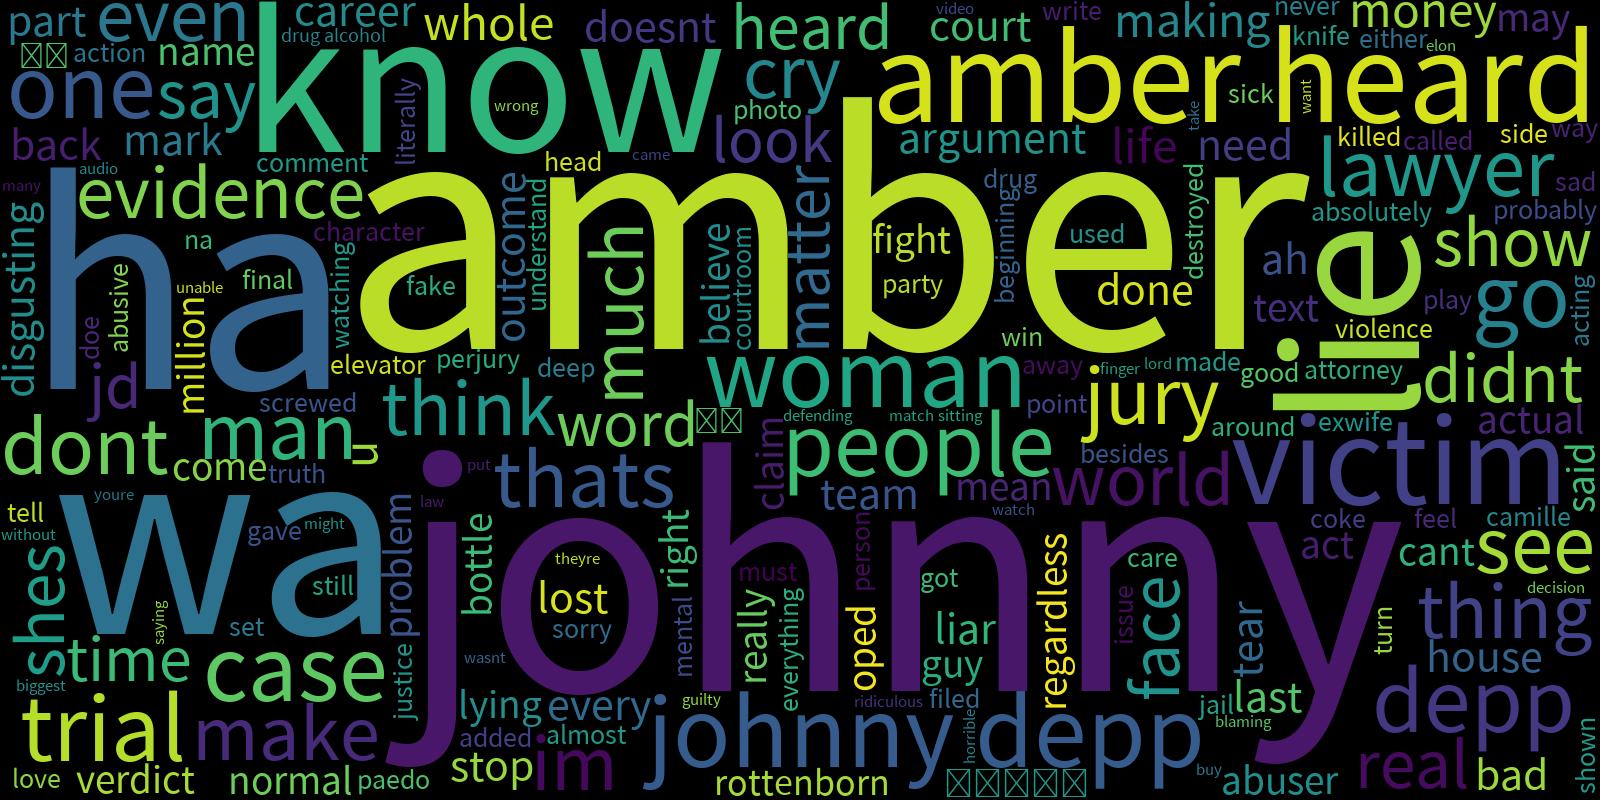 part even career whole doesnt heard video court write making never money may
action name drug alcohol knife either elon
one say know literally wrong cry photo amber heard sick want take
back mark comment head came look argument life need killed called side way
many audio evidence lawyer sad
disgusting na character watching outcome understand much believe courtroom matter drug beginning destroyed absolutely probably
ha amber fight party used done ah lie show
doe abusive unable final fake million win text play go acting
violence
jd elevator perjury deep woman away finger lord made good attorney didnt
screwed think word defending match sitting point jury around exwife actual
dont man u come truth claim people besides victim said
youre put thats team mean world
tell wa law johnny watch coke feel camille
without gave might problem bottle right person act cant see
shes still theyre lost sorry must got care decision
saying set mental really everything oped liar regardless issue face tear turn thing
time case justice wasnt guy house
biggest guilty ridiculous filed jail last depp
trial make lying every johnny depp blaming
added almost horrible real shown
love verdict normal paedo stop im rottenborn buy abuser bad